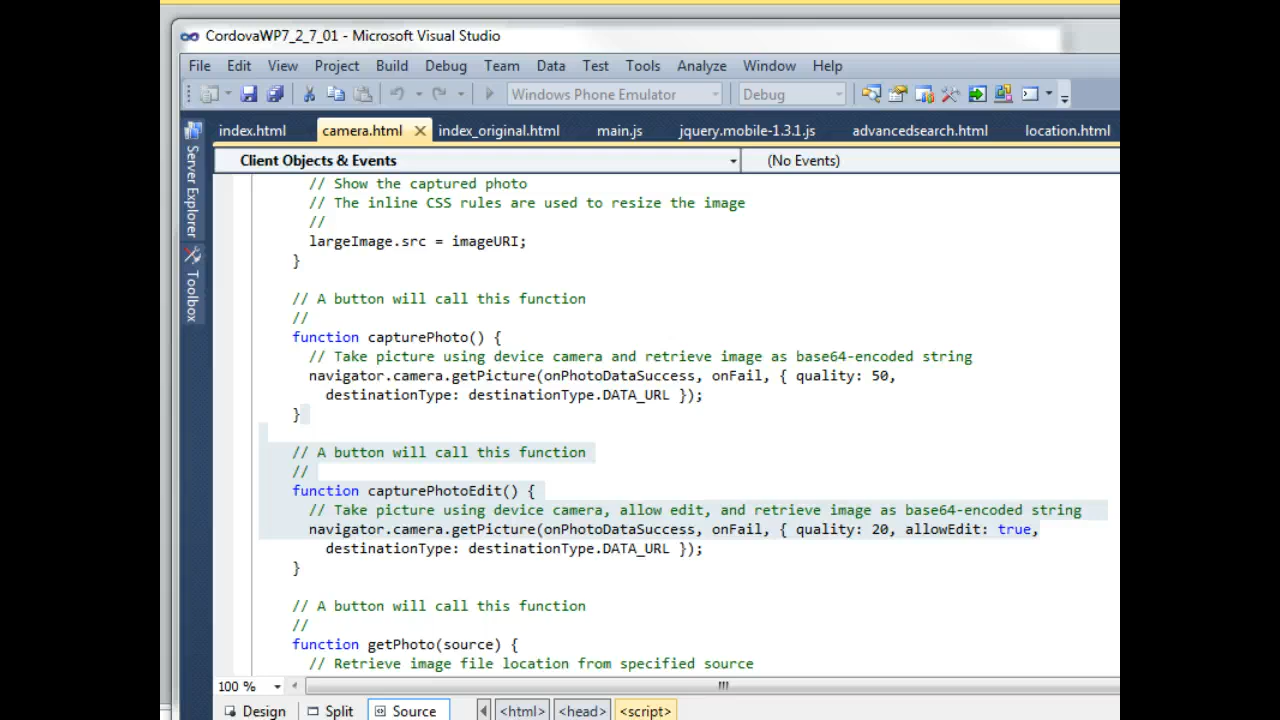 CordovaWP7_2_7_01 - Microsoft Visual Studio
File Edit View Project Build Debug Team Data Test Tools Analyze Window Help
Windows Phone Emulator Debug
index.html camera.html index_original.html main.js jquery.mobile-1.3.1.js advancedsearch.html location.html
Client Objects & Events (No Events)
Server Explorer
Toolbox
// Show the captured photo
// The inline CSS rules are used to resize the image
//
largeImage.src = imageURI;
}
// A button will call this function
//
function capturePhoto() {
// Take picture using device camera and retrieve image as base64-encoded string
navigator.camera.getPicture(onPhotoDataSuccess, onFail, { quality: 50,
destinationType: destinationType.DATA_URL });
}
// A button will call this function
//
function capturePhotoEdit() {
// Take picture using device camera, allow edit, and retrieve image as base64-encoded string
navigator.camera.getPicture(onPhotoDataSuccess, onFail, { quality: 20, allowEdit: true,
destinationType: destinationType.DATA_URL });
}
// A button will call this function
//
function getPhoto(source) {
// Retrieve image file location from specified source
100 %
Design Split Source <html> <head> <script>